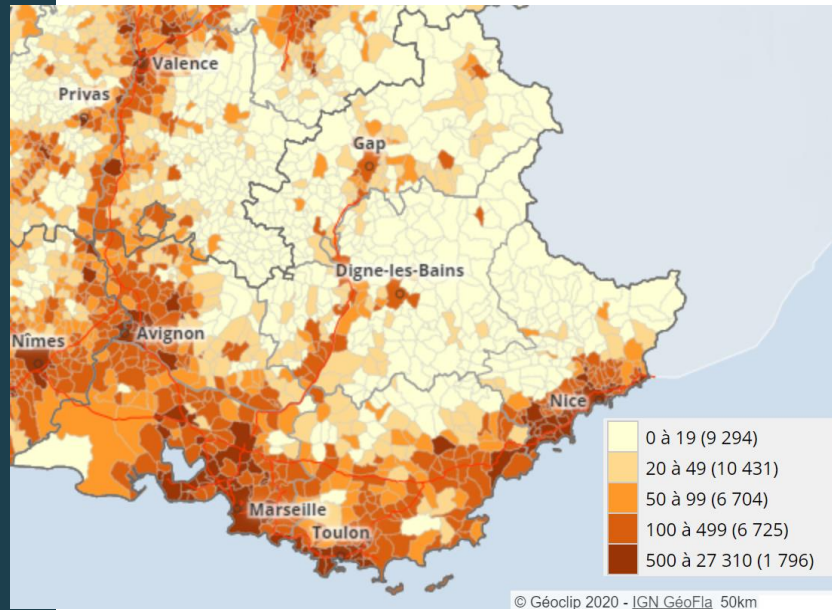 Valence
Privas
Gap
Digne-les-Bains
Nîmes
Avignon
Nice
Marseille
Toulon
0 à 19 (9 294)
20 à 49 (10 431)
50 à 99 (6 704)
100 à 499 (6 725)
500 à 27 310 (1 796)
© Géoclip 2020 - IGN GéoFla 50km